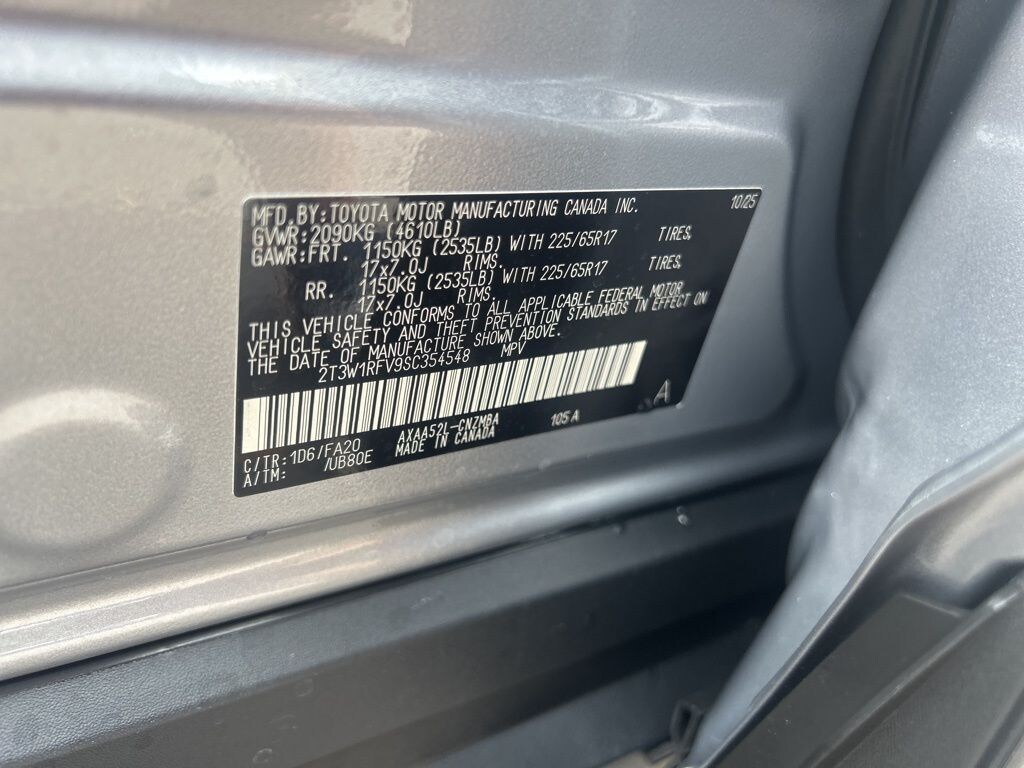 MFD. BY: TOYOTA MOTOR MANUFACTURING CANADA INC. 10/25
GVWR: 2090KG (4610LB)
GAWR: FRT. 1150KG (2535LB) WITH 225/65R17 TIRES,
17x7.0J RIMS.
RR. 1150KG (2535LB) WITH 225/65R17 TIRES,
17x7.0J RIMS.
THIS VEHICLE CONFORMS TO ALL APPLICABLE FEDERAL MOTOR
VEHICLE SAFETY AND THEFT PREVENTION STANDARDS IN EFFECT ON
THE DATE OF MANUFACTURE SHOWN ABOVE.
2T3W1RFV9SC354548 MPV
A
C/TR: 1D6/FA20 AXAA52L-CNZMBA 105 A
A/TM: /UB80E MADE IN CANADA